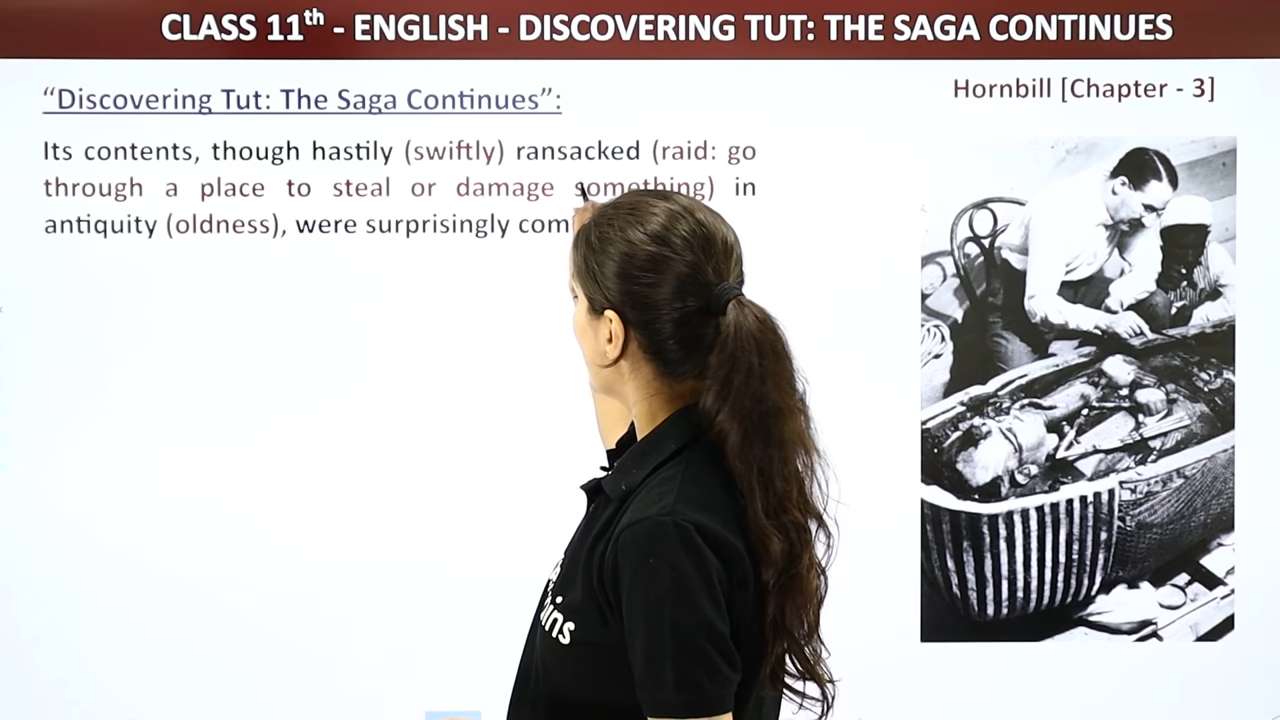 CLASS 11th - ENGLISH - DISCOVERING TUT: THE SAGA CONTINUES
Hornbill [Chapter - 3]
“Discovering Tut: The Saga Continues”:
Its contents, though hastily (swiftly) ransacked (raid: go
through a place to steal or damage something) in
antiquity (oldness), were surprisingly